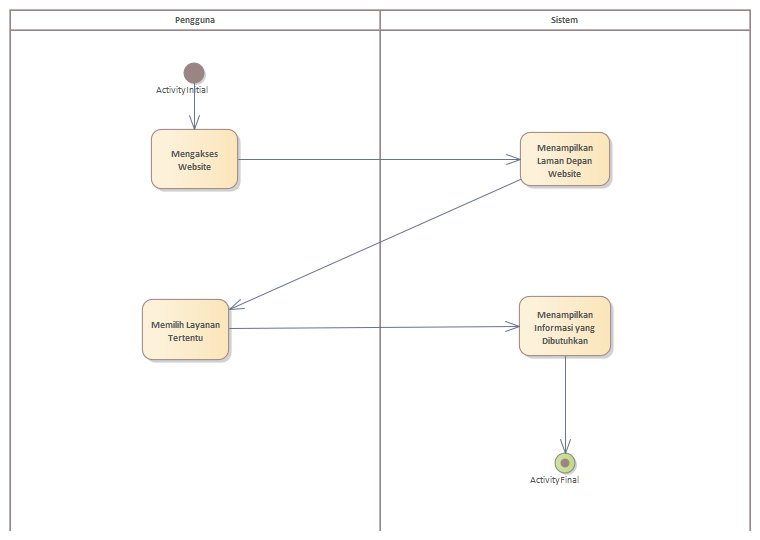 Pengguna
Sistem
ActivityInitial
Mengakses
Website
Menampilkan
Laman Depan
Website
Memilih Layanan
Tertentu
Menampilkan
Informasi yang
Dibutuhkan
ActivityFinal